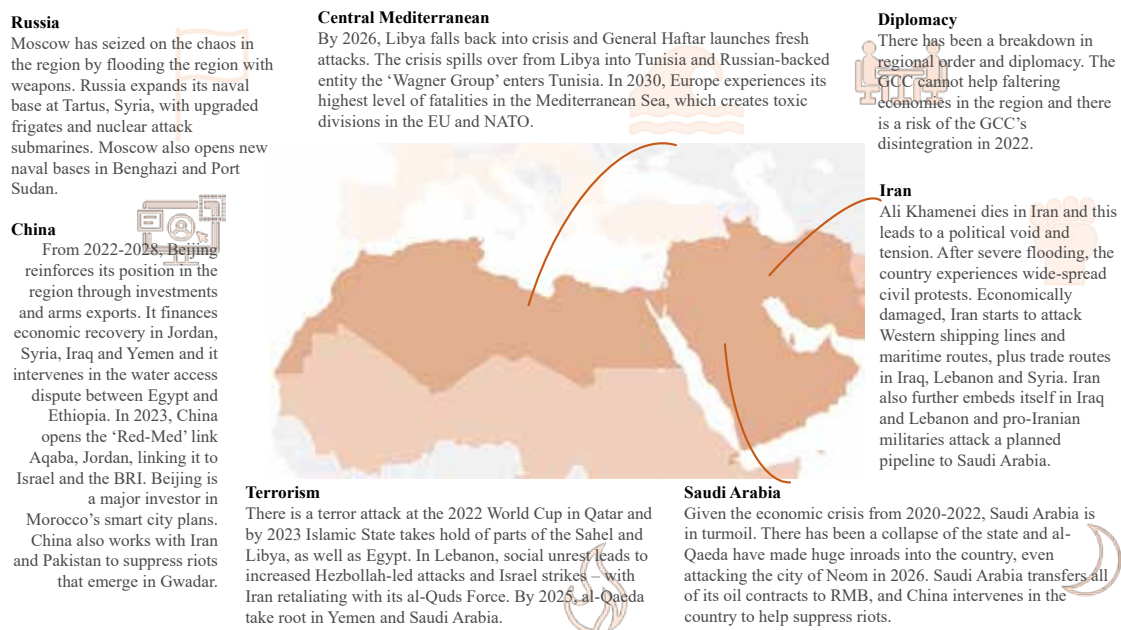 Russia
Moscow has seized on the chaos in
the region by flooding the region with
weapons. Russia expands its naval
base at Tartus, Syria, with upgraded
frigates and nuclear attack
submarines. Moscow also opens new
naval bases in Benghazi and Port
Sudan.
China
From 2022-2028, Beijing
reinforces its position in the
region through investments
and arms exports. It finances
economic recovery in Jordan,
Syria, Iraq and Yemen and it
intervenes in the water access
dispute between Egypt and
Ethiopia. In 2023, China
opens the ‘Red-Med’ link
Aqaba, Jordan, linking it to
Israel and the BRI. Beijing is
a major investor in
Morocco’s smart city plans.
China also works with Iran
and Pakistan to suppress riots
that emerge in Gwadar.
Central Mediterranean
By 2026, Libya falls back into crisis and General Haftar launches fresh
attacks. The crisis spills over from Libya into Tunisia and Russian-backed
entity the ‘Wagner Group’ enters Tunisia. In 2030, Europe experiences its
highest level of fatalities in the Mediterranean Sea, which creates toxic
divisions in the EU and NATO.
Diplomacy
There has been a breakdown in
regional order and diplomacy. The
GCC cannot help faltering
economies in the region and there
is a risk of the GCC’s
disintegration in 2022.
Iran
Ali Khamenei dies in Iran and this
leads to a political void and
tension. After severe flooding, the
country experiences wide-spread
civil protests. Economically
damaged, Iran starts to attack
Western shipping lines and
maritime routes, plus trade routes
in Iraq, Lebanon and Syria. Iran
also further embeds itself in Iraq
and Lebanon and pro-Iranian
militaries attack a planned
pipeline to Saudi Arabia.
Terrorism
There is a terror attack at the 2022 World Cup in Qatar and
by 2023 Islamic State takes hold of parts of the Sahel and
Libya, as well as Egypt. In Lebanon, social unrest leads to
increased Hezbollah-led attacks and Israel strikes – with
Iran retaliating with its al-Quds Force. By 2025, al-Qaeda
take root in Yemen and Saudi Arabia.
Saudi Arabia
Given the economic crisis from 2020-2022, Saudi Arabia is
in turmoil. There has been a collapse of the state and al-
Qaeda have made huge inroads into the country, even
attacking the city of Neom in 2026. Saudi Arabia transfers all
of its oil contracts to RMB, and China intervenes in the
country to help suppress riots.